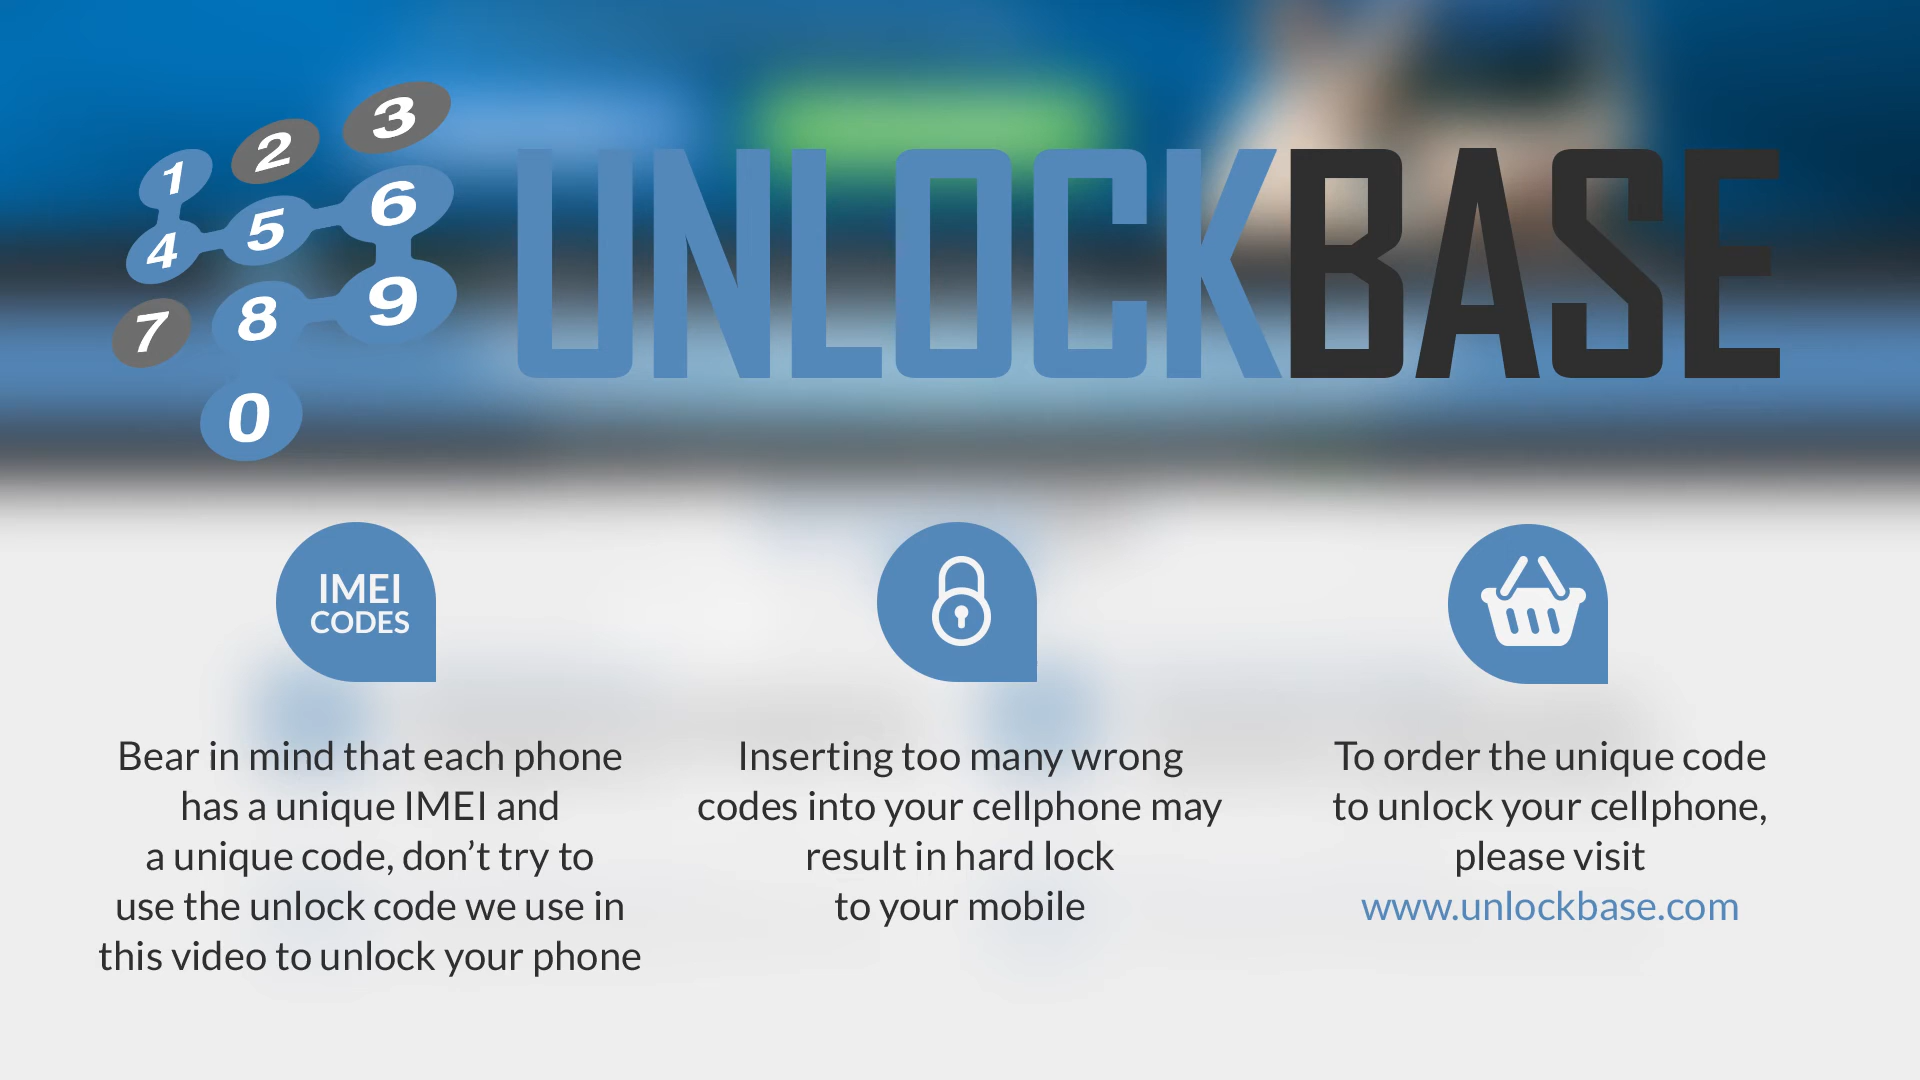 1 2 3
4 5 6
7 8 9
0
UNLOCKBASE
IMEI
CODES
Bear in mind that each phone
has a unique IMEI and
a unique code, don’t try to
use the unlock code we use in
this video to unlock your phone
Inserting too many wrong
codes into your cellphone may
result in hard lock
to your mobile
To order the unique code
to unlock your cellphone,
please visit
www.unlockbase.com